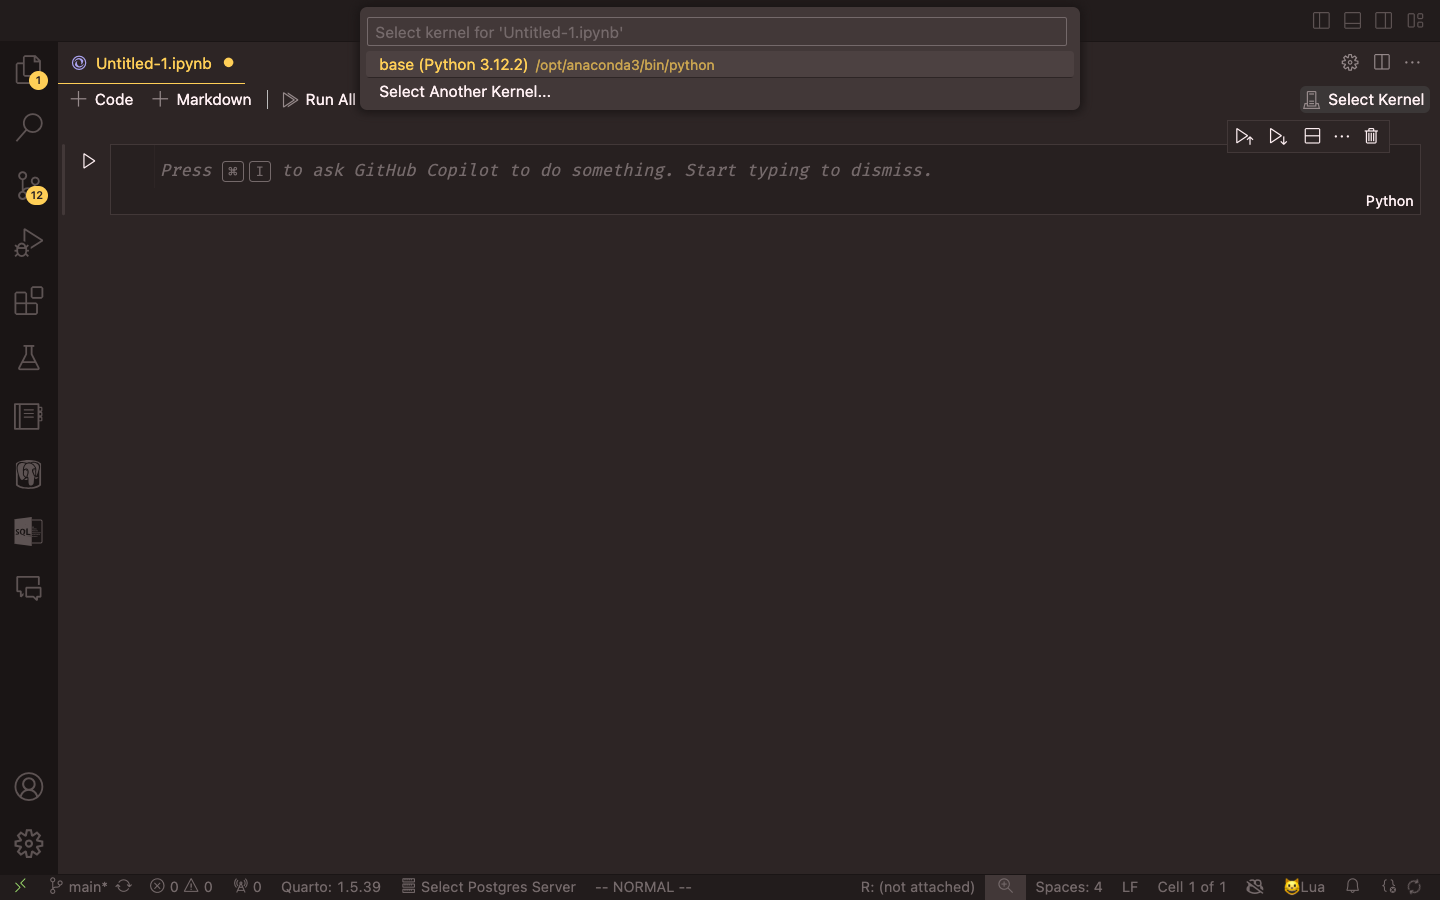 Select kernel for 'Untitled-1.ipynb'
base (Python 3.12.2) /opt/anaconda3/bin/python
Select Another Kernel...
1
Untitled-1.ipynb
Code
Markdown
Run All
Select Kernel
Press ⌘ I to ask GitHub Copilot to do something. Start typing to dismiss.
12
Python
SQL
main*
0
0
0
Quarto: 1.5.39
Select Postgres Server
-- NORMAL --
R: (not attached)
Spaces: 4
LF
Cell 1 of 1
Lua